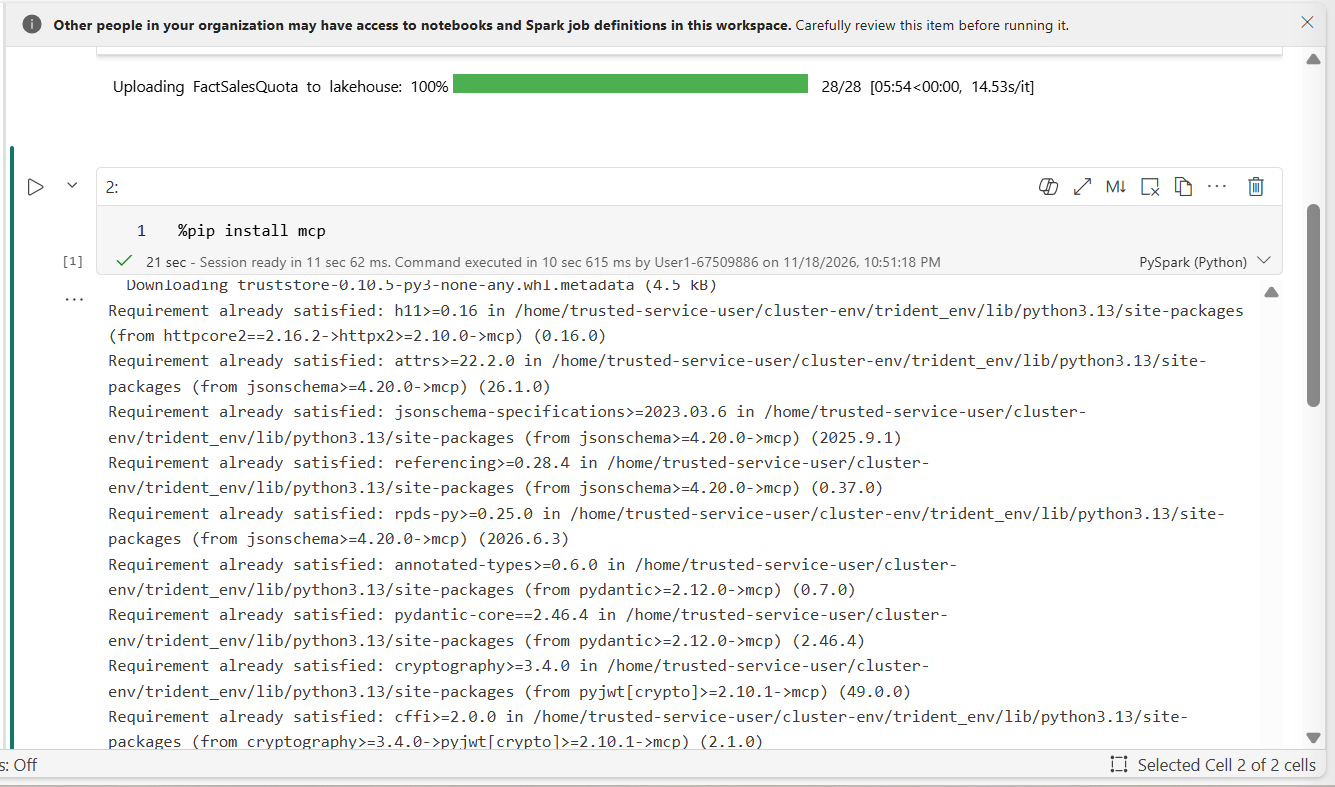 Other people in your organization may have access to notebooks and Spark job definitions in this workspace. Carefully review this item before running it.
Uploading FactSalesQuota to lakehouse: 100% 28/28 [05:54<00:00, 14.53s/it]
2:
M↓
1 %pip install mcp
[1]
21 sec - Session ready in 11 sec 62 ms. Command executed in 10 sec 615 ms by User1-67509886 on 11/18/2026, 10:51:18 PM
PySpark (Python)
Downloading truststore-0.10.5-py3-none-any.whl.metadata (4.5 kB)
Requirement already satisfied: h11>=0.16 in /home/trusted-service-user/cluster-env/trident_env/lib/python3.13/site-packages
(from httpcore2==2.16.2->httpx2>=2.10.0->mcp) (0.16.0)
Requirement already satisfied: attrs>=22.2.0 in /home/trusted-service-user/cluster-env/trident_env/lib/python3.13/site-
packages (from jsonschema>=4.20.0->mcp) (26.1.0)
Requirement already satisfied: jsonschema-specifications>=2023.03.6 in /home/trusted-service-user/cluster-
env/trident_env/lib/python3.13/site-packages (from jsonschema>=4.20.0->mcp) (2025.9.1)
Requirement already satisfied: referencing>=0.28.4 in /home/trusted-service-user/cluster-
env/trident_env/lib/python3.13/site-packages (from jsonschema>=4.20.0->mcp) (0.37.0)
Requirement already satisfied: rpds-py>=0.25.0 in /home/trusted-service-user/cluster-env/trident_env/lib/python3.13/site-
packages (from jsonschema>=4.20.0->mcp) (2026.6.3)
Requirement already satisfied: annotated-types>=0.6.0 in /home/trusted-service-user/cluster-
env/trident_env/lib/python3.13/site-packages (from pydantic>=2.12.0->mcp) (0.7.0)
Requirement already satisfied: pydantic-core==2.46.4 in /home/trusted-service-user/cluster-
env/trident_env/lib/python3.13/site-packages (from pydantic>=2.12.0->mcp) (2.46.4)
Requirement already satisfied: cryptography>=3.4.0 in /home/trusted-service-user/cluster-
env/trident_env/lib/python3.13/site-packages (from pyjwt[crypto]>=2.10.1->mcp) (49.0.0)
Requirement already satisfied: cffi>=2.0.0 in /home/trusted-service-user/cluster-env/trident_env/lib/python3.13/site-
packages (from cryptography>=3.4.0->pyjwt[crypto]>=2.10.1->mcp) (2.1.0)
s: Off
Selected Cell 2 of 2 cells